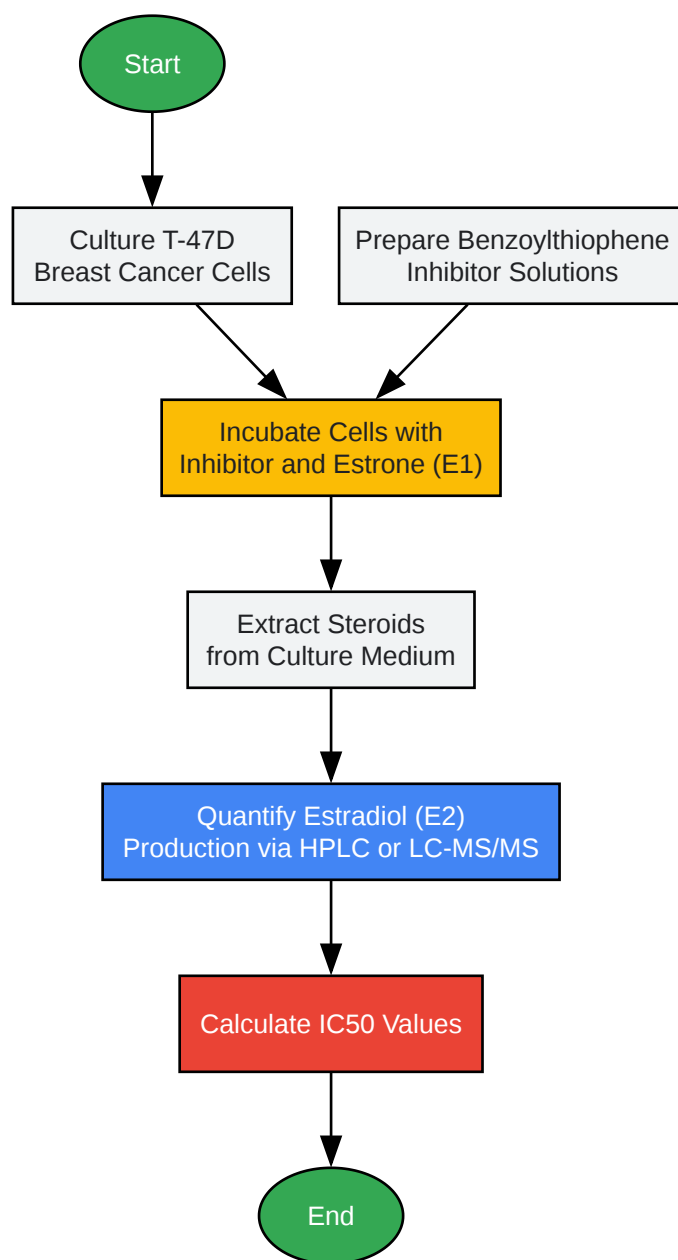 Start
Culture T-47D
Breast Cancer Cells
Prepare Benzoylthiophene
Inhibitor Solutions
Incubate Cells with
Inhibitor and Estrone (E1)
Extract Steroids
from Culture Medium
Quantify Estradiol (E2)
Production via HPLC or LC-MS/MS
Calculate IC50 Values
End